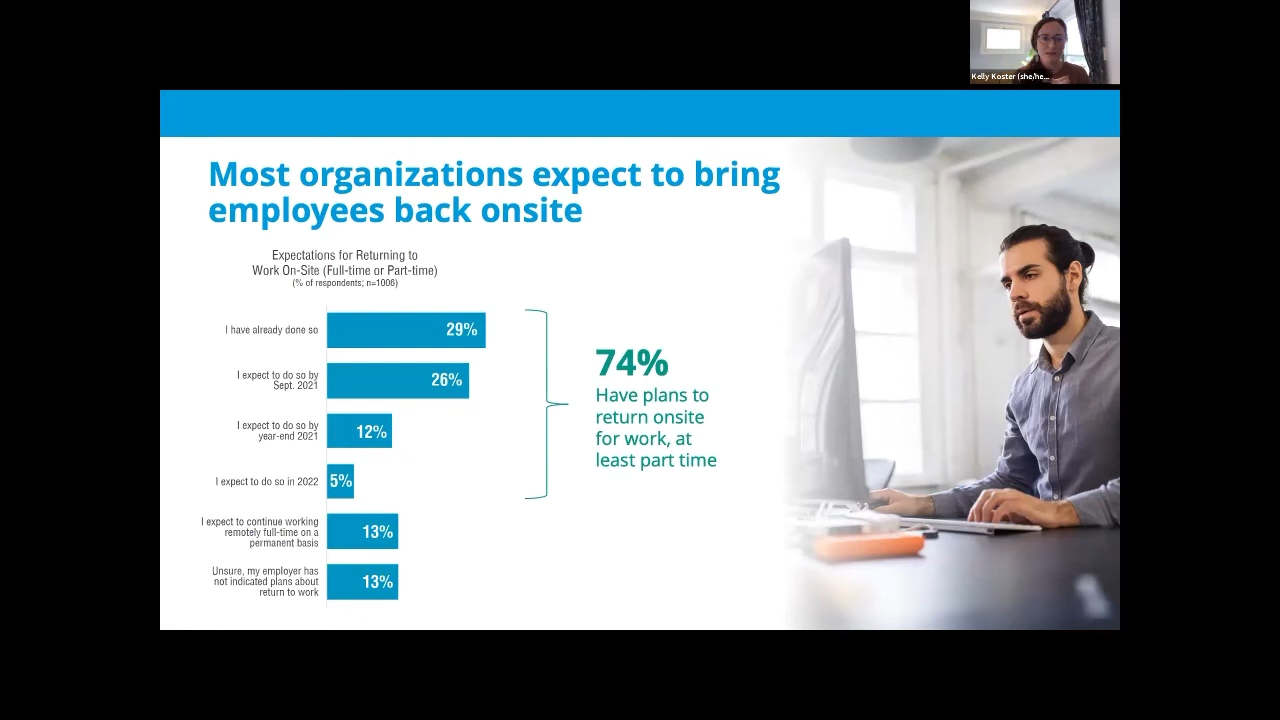 Kelly Koster (she/he...
Most organizations expect to bring
employees back onsite
Expectations for Returning to
Work On-Site (Full-time or Part-time)
(% of respondents; n=1006)
I have already done so
29%
I expect to do so by
Sept. 2021
26%
I expect to do so by
year-end 2021
12%
I expect to do so in 2022
5%
I expect to continue working
remotely full-time on a
permanent basis
13%
Unsure, my employer has
not indicated plans about
return to work
13%
74%
Have plans to
return onsite
for work, at
least part time